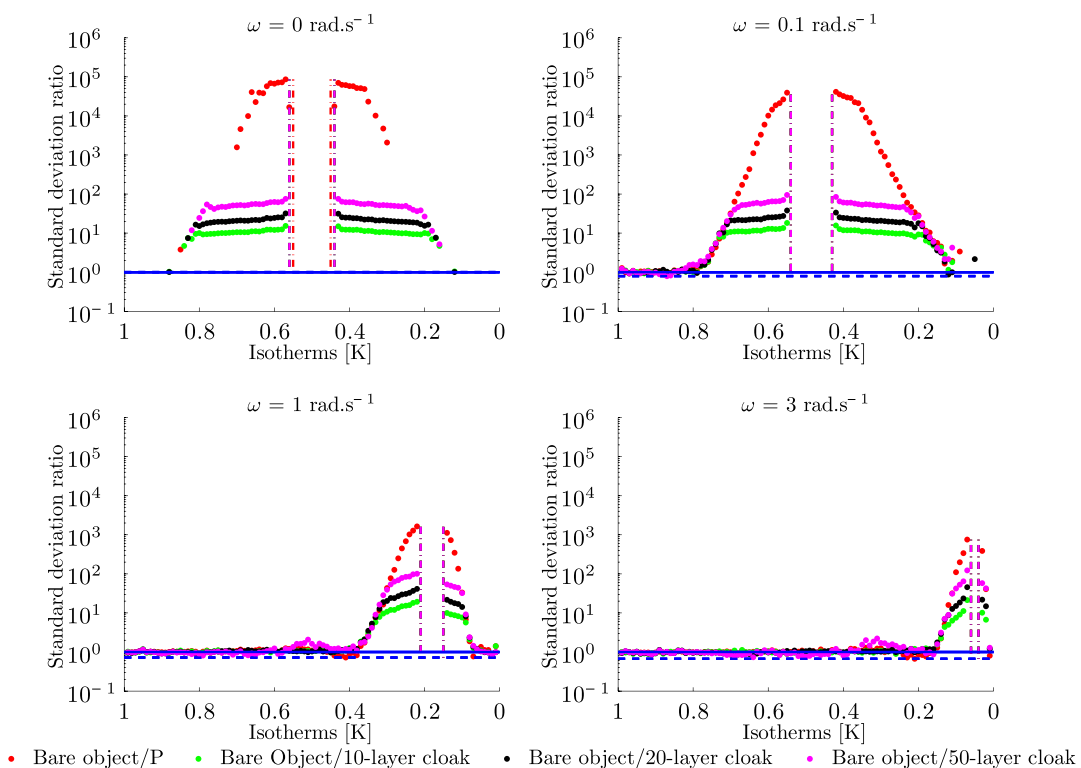 ω = 0 rad.s⁻¹
ω = 0.1 rad.s⁻¹
Standard deviation ratio
10⁶
10⁵
10⁴
10³
10²
10¹
10⁰
10⁻¹
1 0.8 0.6 0.4 0.2 0
Isotherms [K]
Standard deviation ratio
10⁶
10⁵
10⁴
10³
10²
10¹
10⁰
10⁻¹
1 0.8 0.6 0.4 0.2 0
Isotherms [K]
ω = 1 rad.s⁻¹
ω = 3 rad.s⁻¹
Standard deviation ratio
10⁶
10⁵
10⁴
10³
10²
10¹
10⁰
10⁻¹
1 0.8 0.6 0.4 0.2 0
Isotherms [K]
Standard deviation ratio
10⁶
10⁵
10⁴
10³
10²
10¹
10⁰
10⁻¹
1 0.8 0.6 0.4 0.2 0
Isotherms [K]
Bare object/P Bare Object/10-layer cloak Bare object/20-layer cloak Bare object/50-layer cloak